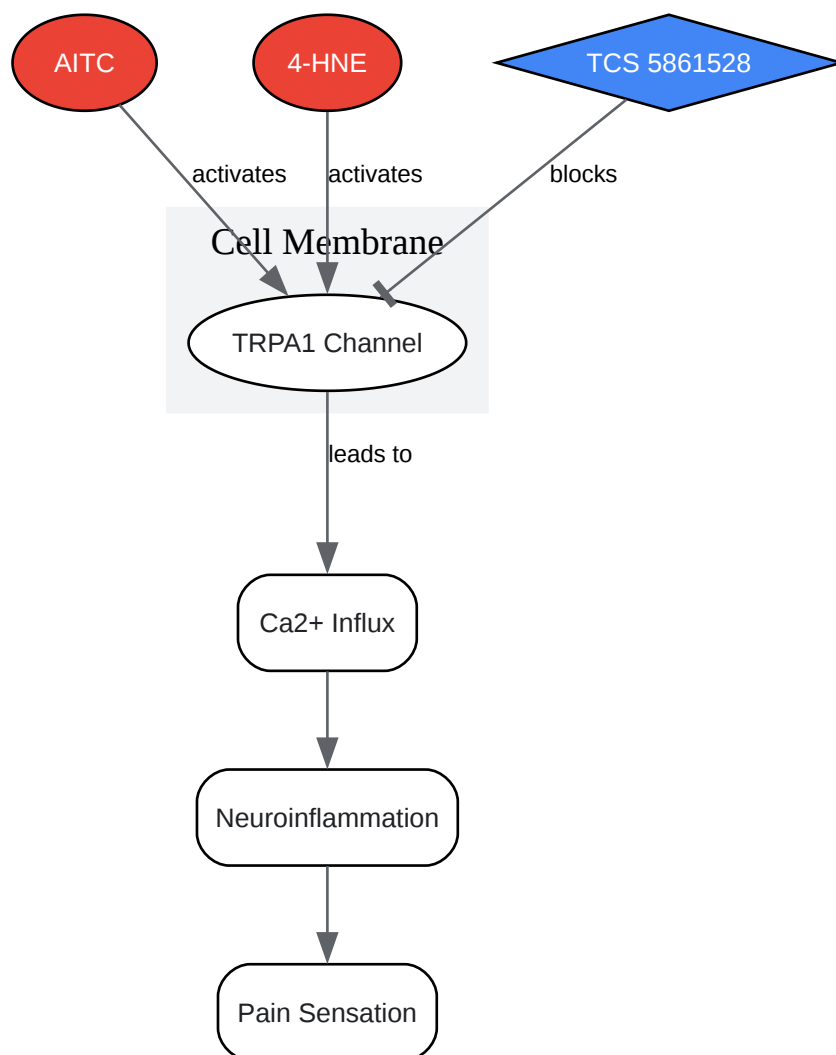 AITC
4-HNE
TCS 5861528
activates
activates
blocks
Cell Membrane
TRPA1 Channel
leads to
Ca2+ Influx
Neuroinflammation
Pain Sensation